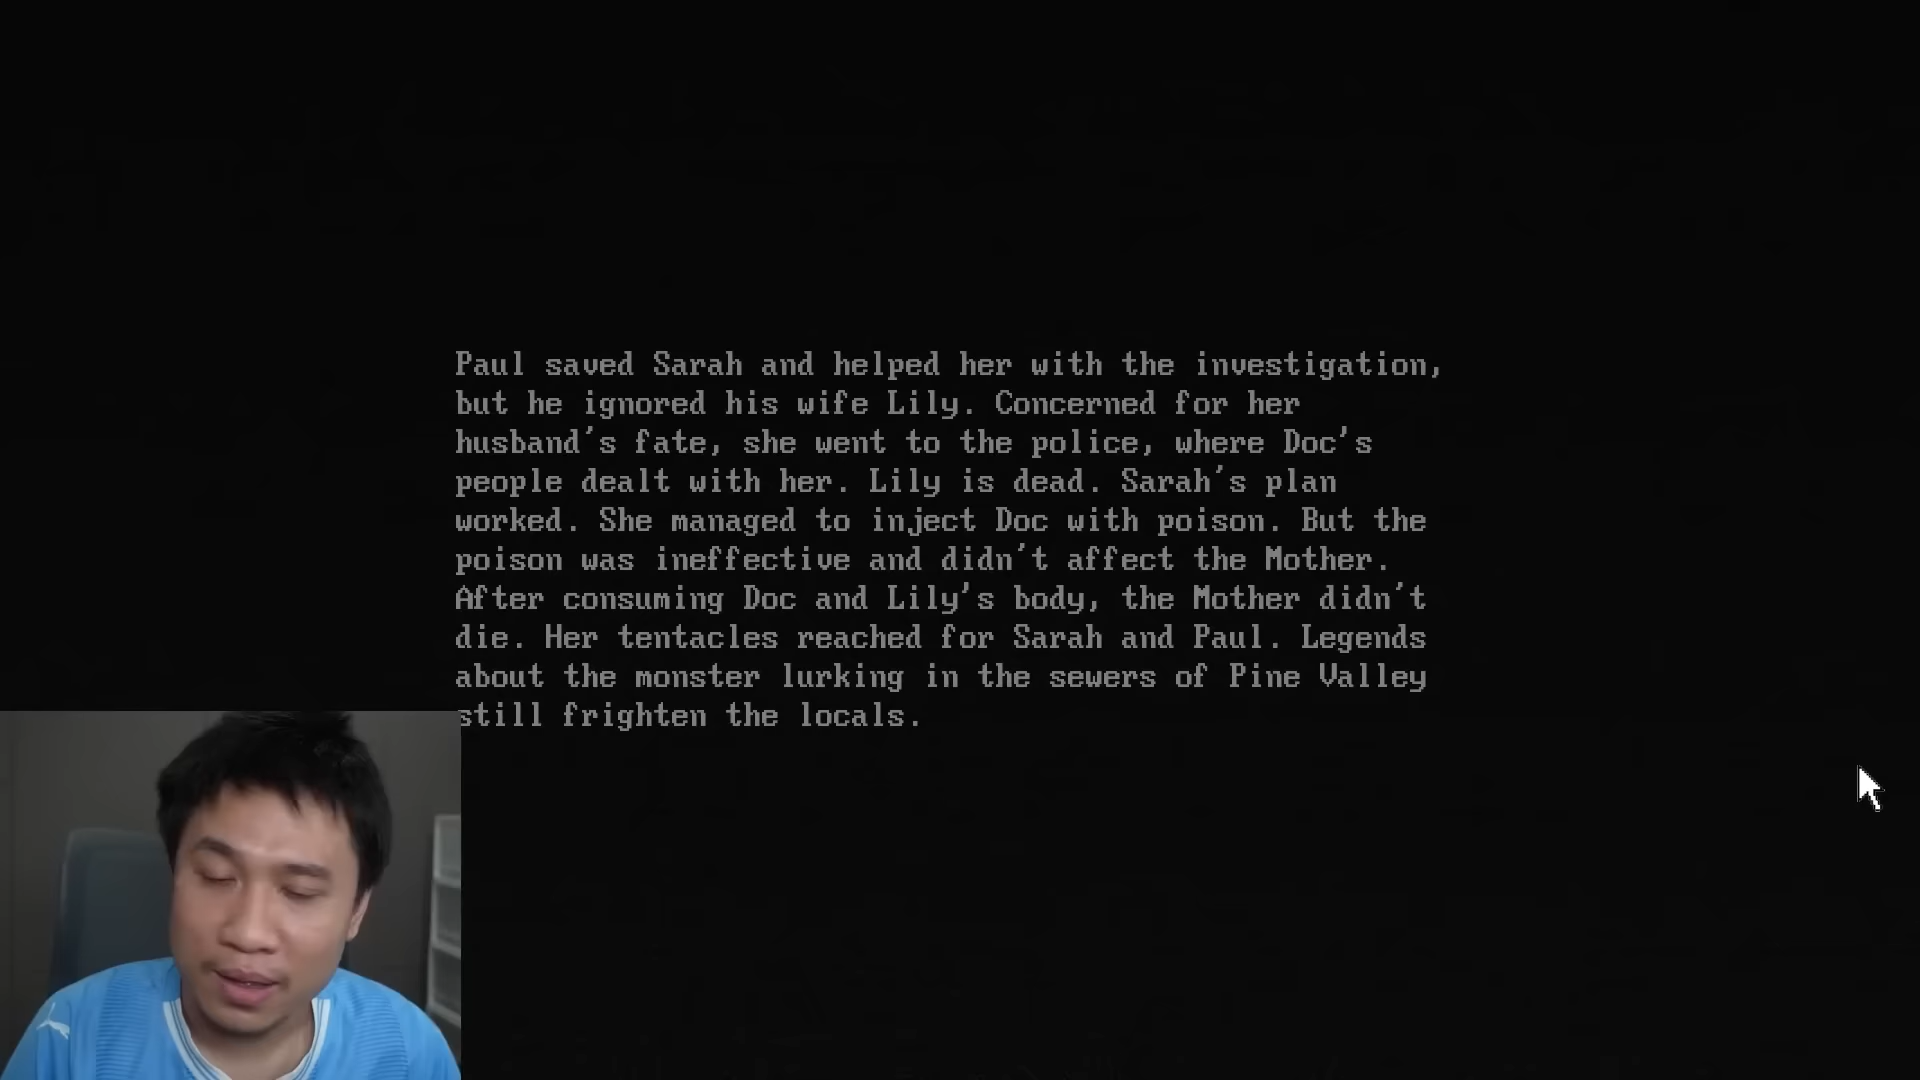 Paul saved Sarah and helped her with the investigation,
but he ignored his wife Lily. Concerned for her
husband's fate, she went to the police, where Doc's
people dealt with her. Lily is dead. Sarah's plan
worked. She managed to inject Doc with poison. But the
poison was ineffective and didn't affect the Mother.
After consuming Doc and Lily's body, the Mother didn't
die. Her tentacles reached for Sarah and Paul. Legends
about the monster lurking in the sewers of Pine Valley
still frighten the locals.